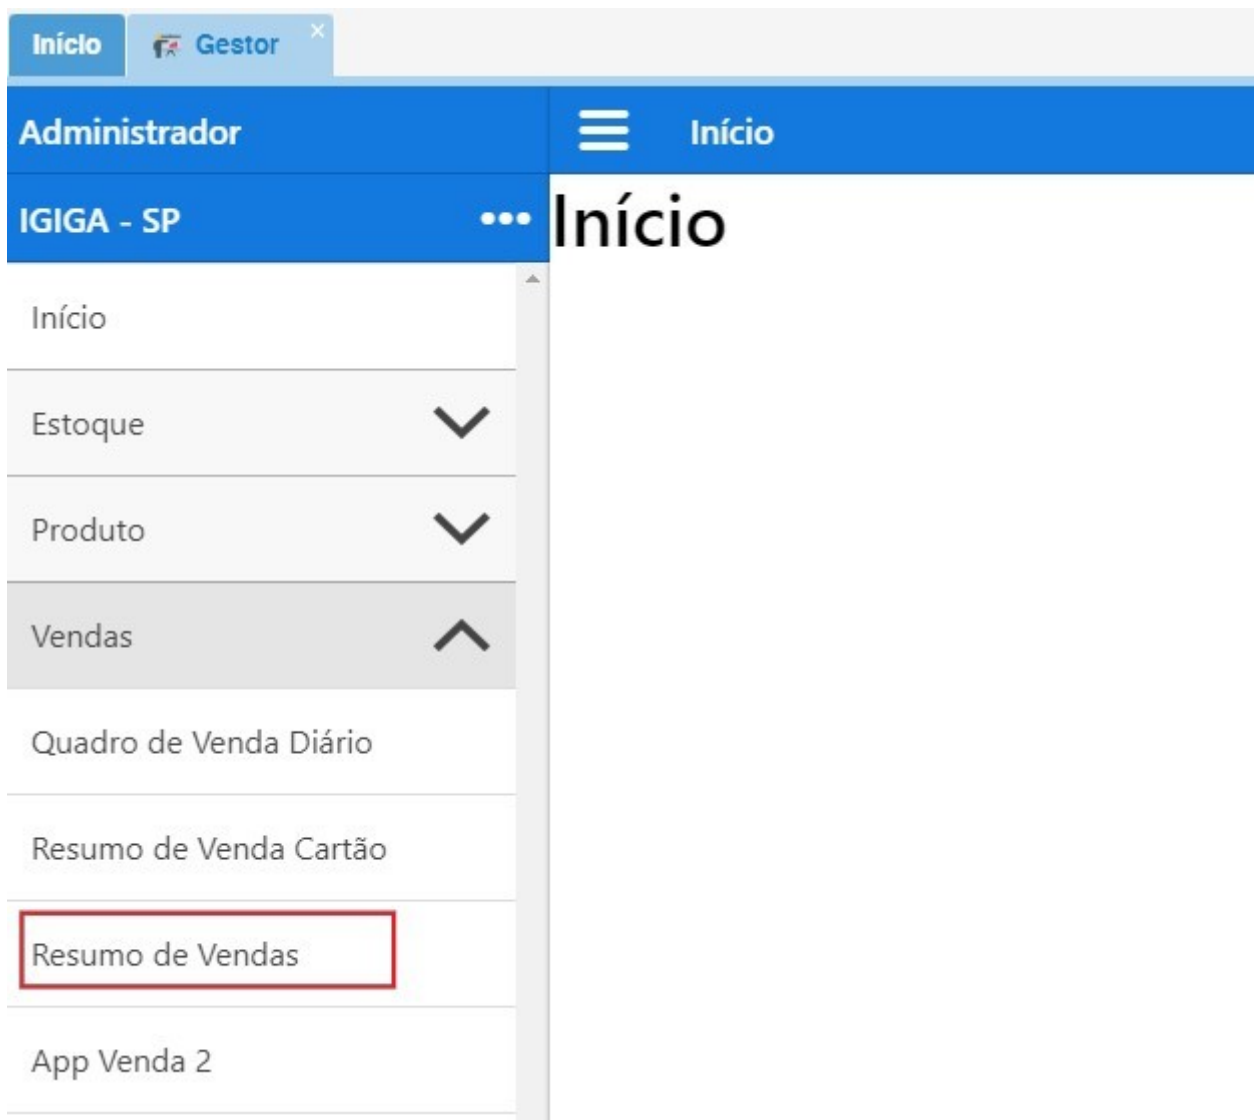 Início
Gestor
Administrador
Início
IGIGA - SP
Início
Início
Estoque
Produto
Vendas
Quadro de Venda Diário
Resumo de Venda Cartão
Resumo de Vendas
App Venda 2